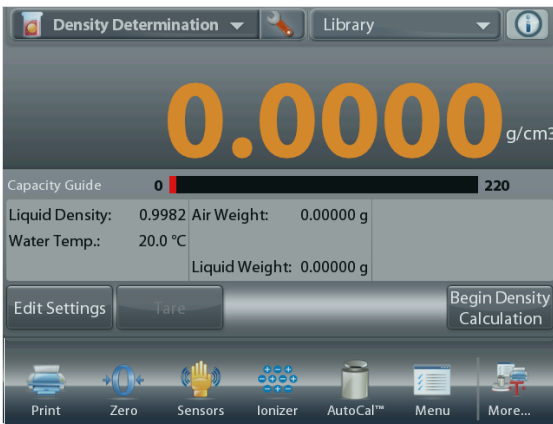 Density Determination Library
0.0000 g/cm3
Capacity Guide 0 220
Liquid Density: 0.9982 Air Weight: 0.00000 g
Water Temp.: 20.0 °C
Liquid Weight: 0.00000 g
Edit Settings Tare Begin Density
Calculation
Print Zero Sensors Ionizer AutoCal™ Menu More...